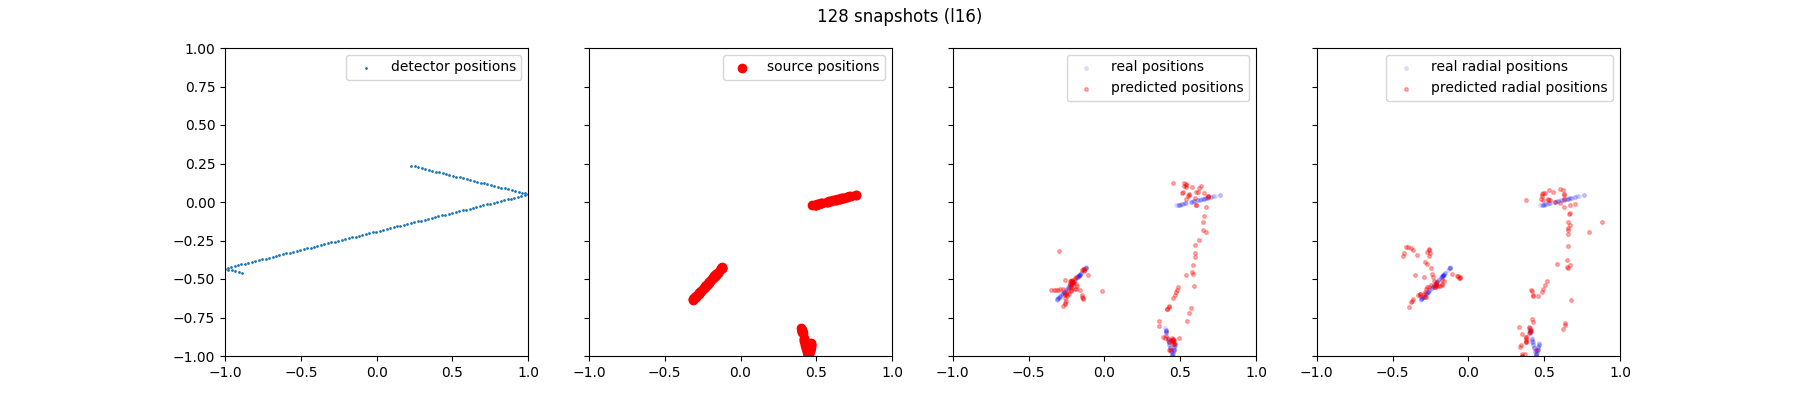 128 snapshots (l16)
detector positions
source positions
real positions
predicted positions
real radial positions
predicted radial positions
1.00
0.75
0.50
0.25
0.00
−0.25
−0.50
−0.75
−1.00
−1.0 −0.5 0.0 0.5 1.0
−1.0 −0.5 0.0 0.5 1.0
−1.0 −0.5 0.0 0.5 1.0
−1.0 −0.5 0.0 0.5 1.0